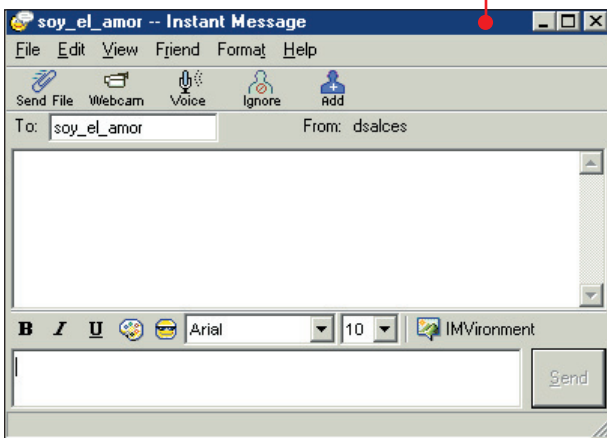 soy_el_amor -- Instant Message
File Edit View Friend Format Help
Send File Webcam Voice Ignore Add
To: soy_el_amor From: dsalces
B I U Arial 10 IMVironment
Send